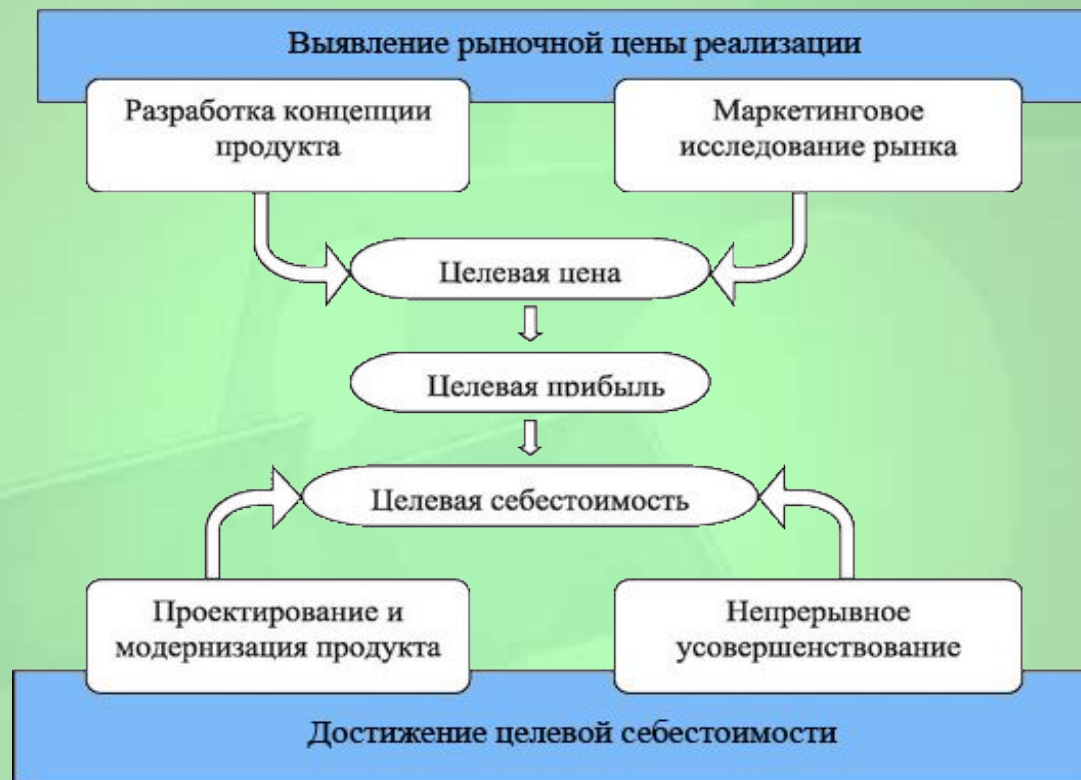 Выявление рыночной цены реализации
Разработка концепции
продукта
Маркетинговое
исследование рынка
Целевая цена
Целевая прибыль
Целевая себестоимость
Проектирование и
модернизация продукта
Непрерывное
усовершенствование
Достижение целевой себестоимости